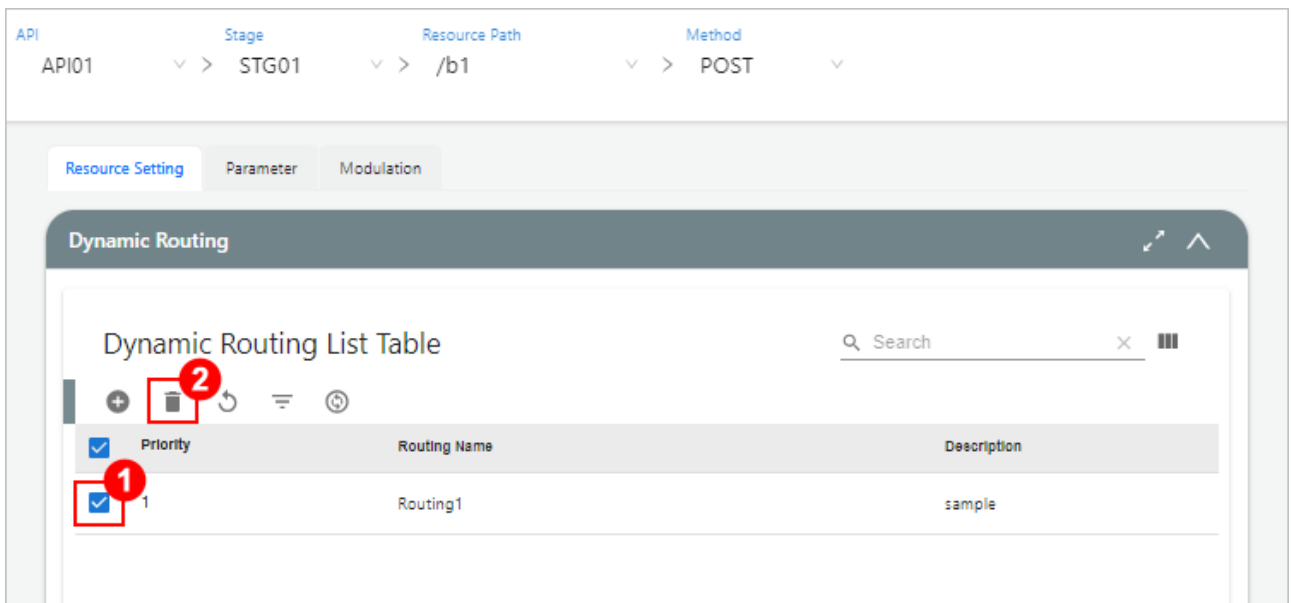 API Stage Resource Path Method
API01 > STG01 > /b1 > POST
Resource Setting Parameter Modulation
Dynamic Routing
Dynamic Routing List Table Search
2
Priority Routing Name Description
1
1 Routing1 sample